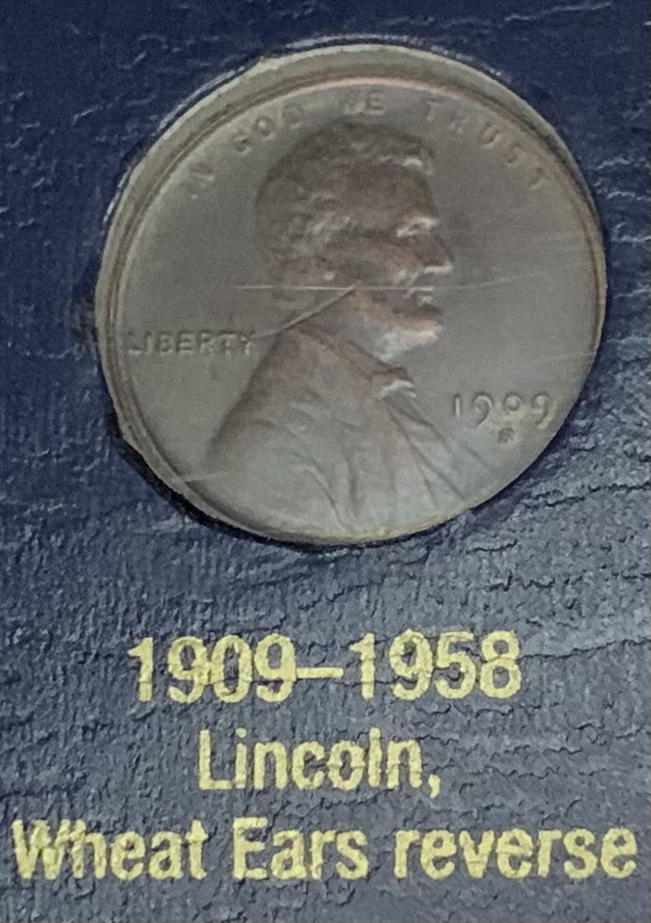 IN GOD WE TRUST
LIBERTY
1909
S
1909–1958
Lincoln,
Wheat Ears reverse